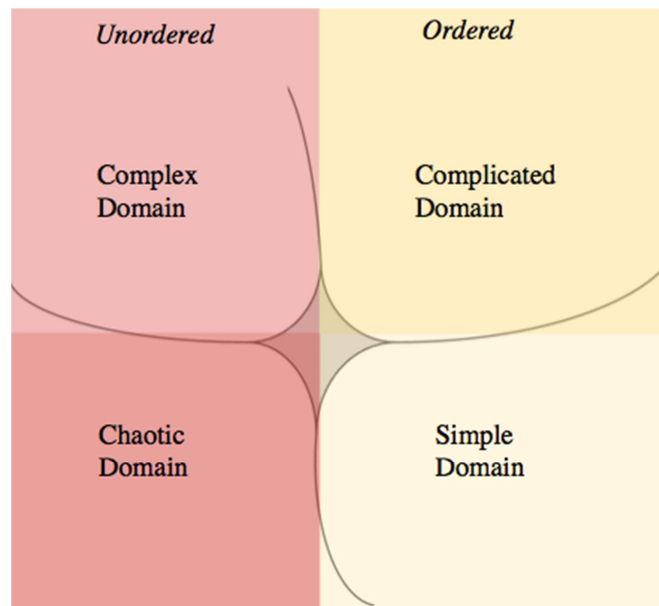 Unordered
Ordered
Complex
Domain
Complicated
Domain
Chaotic
Domain
Simple
Domain